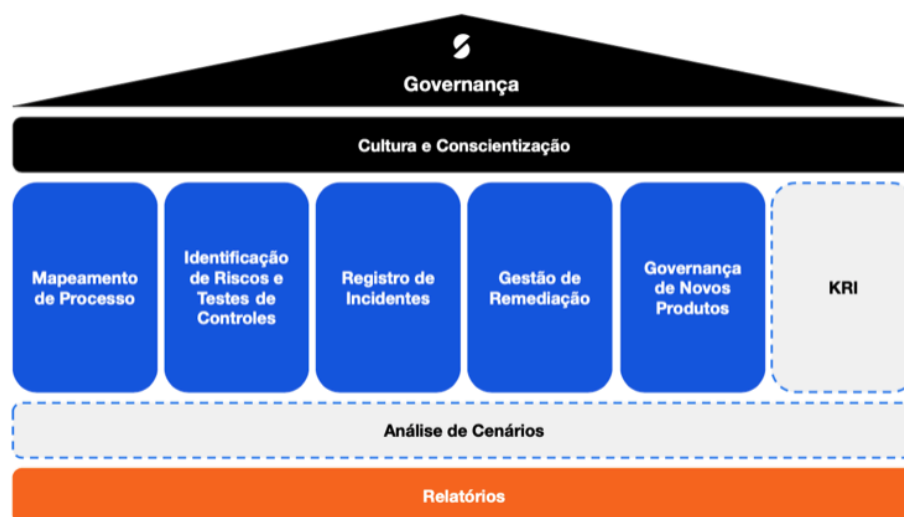 Governança
Cultura e Conscientização
Mapeamento
de Processo
Identificação
de Riscos e
Testes de
Controles
Registro de
Incidentes
Gestão de
Remediação
Governança
de Novos
Produtos
KRI
Análise de Cenários
Relatórios